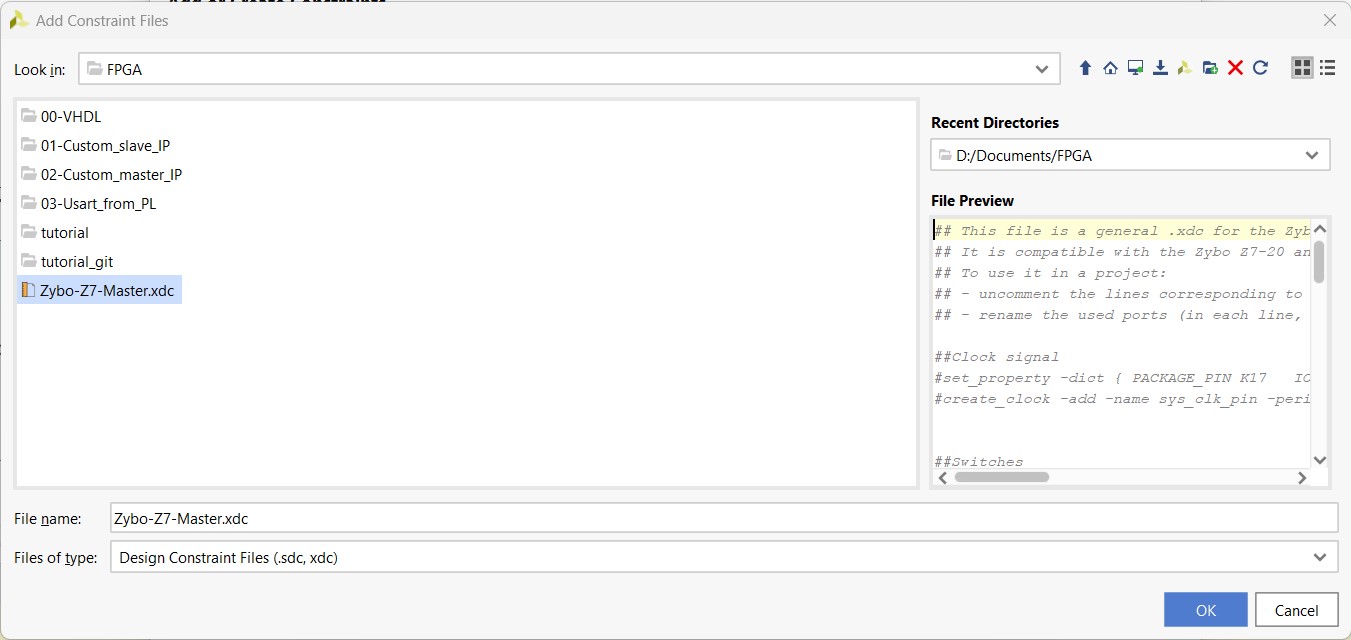 Add Constraint Files
Look in:
FPGA
00-VHDL
01-Custom_slave_IP
02-Custom_master_IP
03-Usart_from_PL
tutorial
tutorial_git
Zybo-Z7-Master.xdc
Recent Directories
D:/Documents/FPGA
File Preview
## This file is a general .xdc for the Zyb
## It is compatible with the Zybo Z7-20 an
## To use it in a project:
## - uncomment the lines corresponding to
## - rename the used ports (in each line,
##Clock signal
#set_property -dict { PACKAGE_PIN K17   IO
#create_clock -add -name sys_clk_pin -peri
##Switches
File name:
Zybo-Z7-Master.xdc
Files of type:
Design Constraint Files (.sdc, xdc)
OK
Cancel